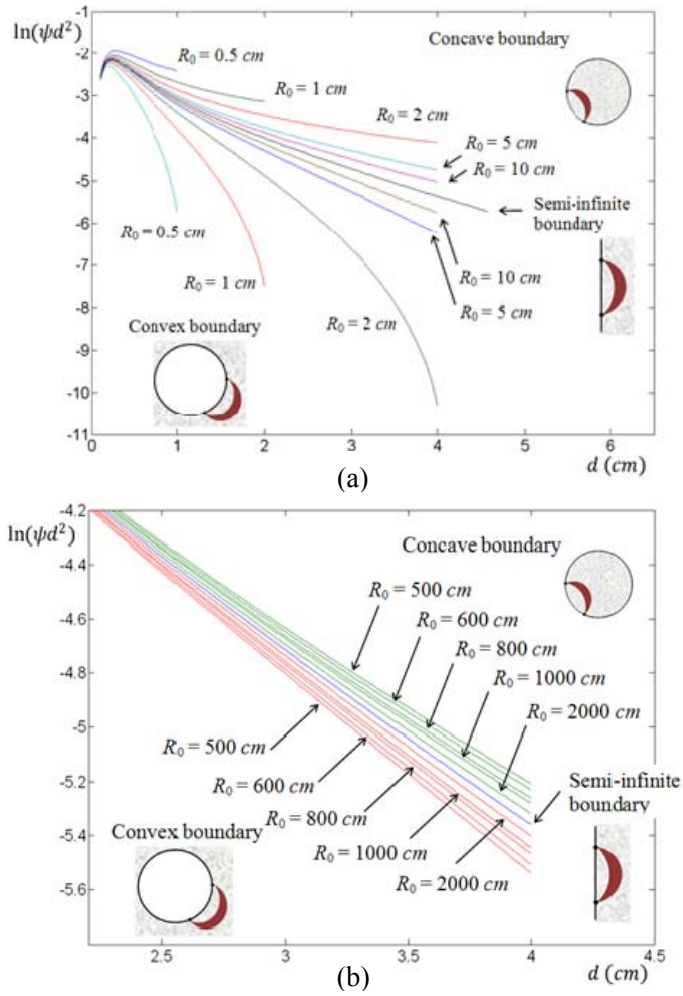 ln(ψd²)
-1
-2
-3
-4
-5
-6
-7
-8
-9
-10
-11
0
1
2
3
4
5
6
d (cm)
Concave boundary
R₀ = 0.5 cm
R₀ = 1 cm
R₀ = 2 cm
R₀ = 5 cm
R₀ = 10 cm
Semi-infinite
boundary
R₀ = 0.5 cm
R₀ = 1 cm
R₀ = 10 cm
R₀ = 5 cm
R₀ = 2 cm
Convex boundary
(a)
ln(ψd²)
-4.2
-4.4
-4.6
-4.8
-5
-5.2
-5.4
-5.6
2.5
3
3.5
4
4.5
d (cm)
Concave boundary
R₀ = 500 cm
R₀ = 600 cm
R₀ = 800 cm
R₀ = 1000 cm
R₀ = 2000 cm
Semi-infinite
boundary
R₀ = 500 cm
R₀ = 600 cm
R₀ = 800 cm
R₀ = 1000 cm
R₀ = 2000 cm
Convex boundary
(b)